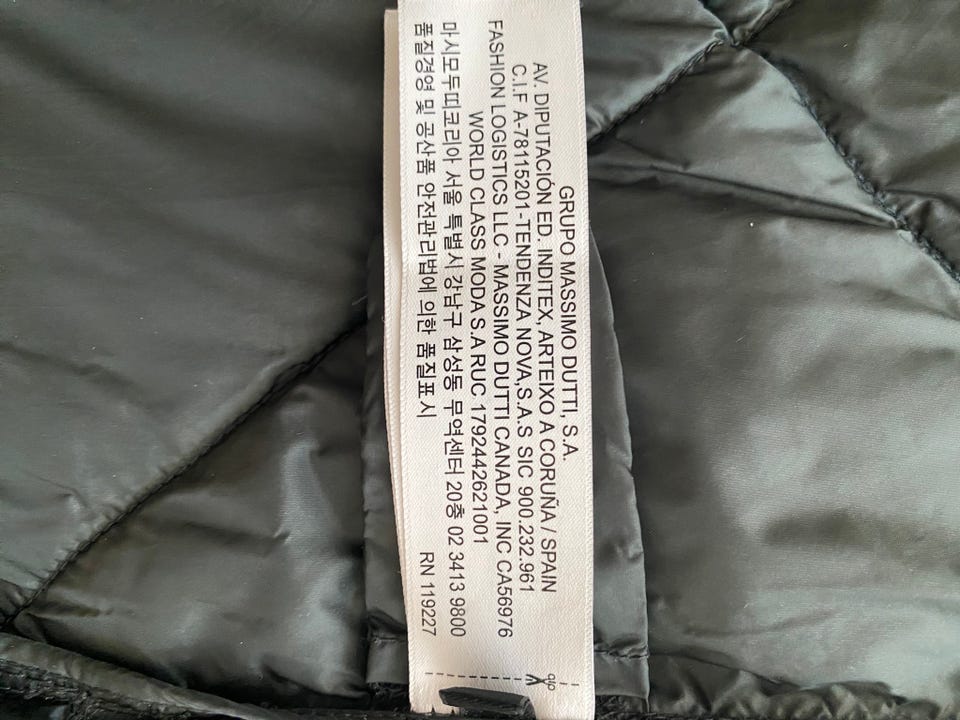 GRUPO MASSIMO DUTTI, S.A.
AV. DIPUTACIÓN ED. INDITEX, ARTEIXO A CORUÑA / SPAIN
C.I.F A-78115201-TENDENZA NOVA,S.A.S SIC 900.232.961
FASHION LOGISTICS LLC - MASSIMO DUTTI CANADA, INC CA56976
WORLD CLASS MODA S.A RUC 1792442621001
마시모두띠코리아 서울 특별시 강남구 삼성동 무역센터 20층 02 3413 9800
품질경영 및 공산품 안전관리법에 의한 품질표시 RN 119227